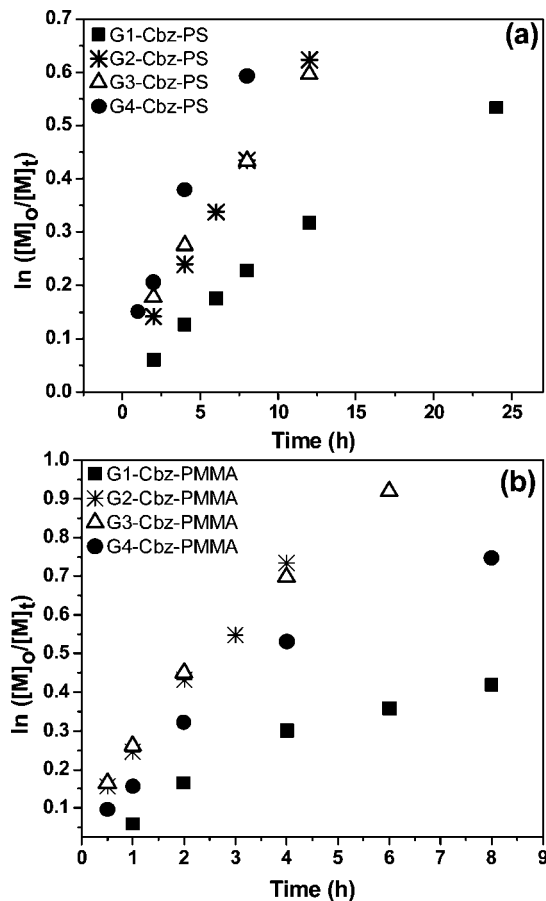 (a)
G1-Cbz-PS
G2-Cbz-PS
G3-Cbz-PS
G4-Cbz-PS
0.6
0.5
0.4
0.3
0.2
0.1
0.0
ln ([M]o/[M]t)
0 5 10 15 20 25
Time (h)
(b)
G1-Cbz-PMMA
G2-Cbz-PMMA
G3-Cbz-PMMA
G4-Cbz-PMMA
1.0
0.9
0.8
0.7
0.6
0.5
0.4
0.3
0.2
0.1
ln ([M]o/[M]t)
0 1 2 3 4 5 6 7 8 9
Time (h)